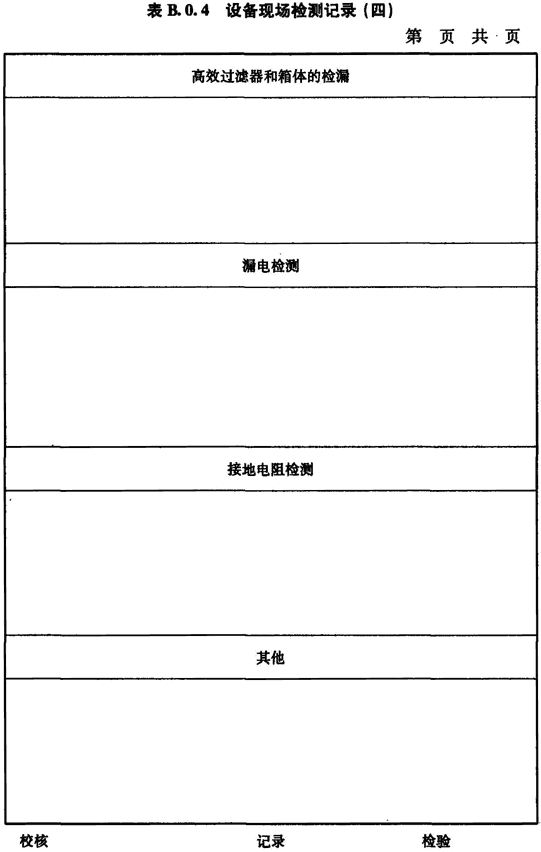 表 B.0.4 设备现场检测记录（四）
第 页 共 页
高效过滤器和箱体的检漏
漏电检测
接地电阻检测
其他
校核 记录 检验